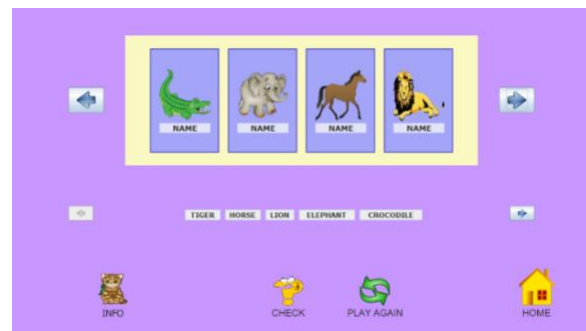 NAME NAME NAME NAME
TIGER HORSE LION ELEPHANT CROCODILE
INFO CHECK PLAY AGAIN HOME